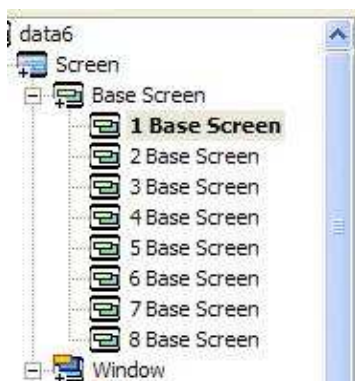 data6
Screen
Base Screen
1 Base Screen
2 Base Screen
3 Base Screen
4 Base Screen
5 Base Screen
6 Base Screen
7 Base Screen
8 Base Screen
Window